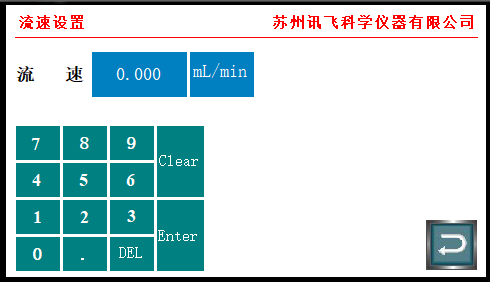 流速设置 苏州讯飞科学仪器有限公司
流 速 0.000 mL/min
7 8 9 Clear
4 5 6
1 2 3 Enter
0 . DEL